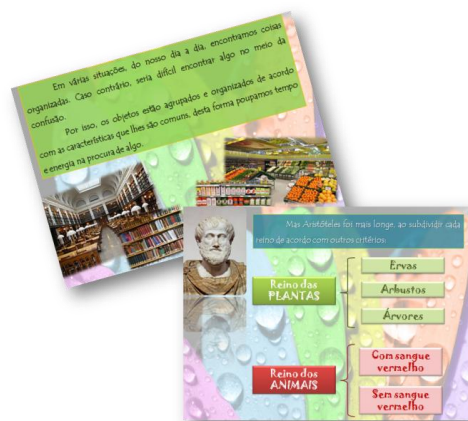 Em várias situações, do nosso dia a dia, encontramos coisas
organizadas. Caso contrário, seria difícil encontrar algo no meio da
confusão.
Por isso, os objetos estão agrupados e organizados de acordo
com as características que lhes são comuns, desta forma poupamos tempo
e energia na procura de algo.
Mas Aristóteles foi mais longe, ao subdividir cada
reino de acordo com outros critérios:
Reino das
PLANTAS
Ervas
Arbustos
Árvores
Reino dos
ANIMAIS
Com sangue
vermelho
Sem sangue
vermelho